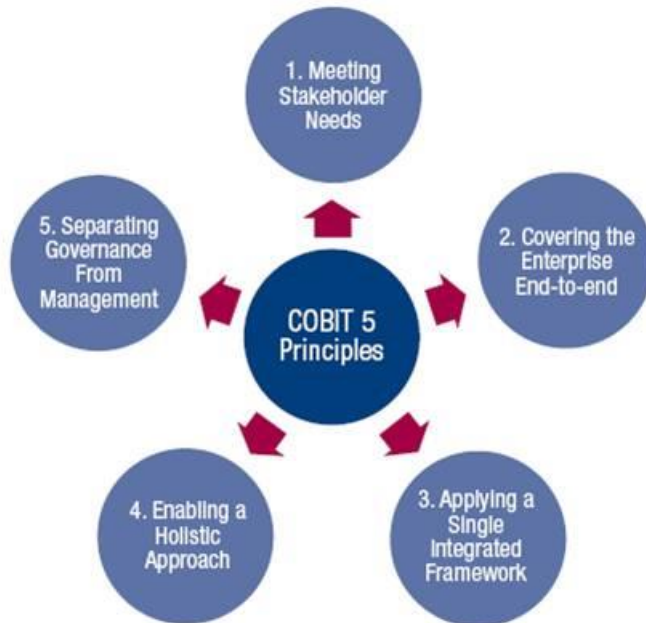 1. Meeting
Stakeholder
Needs
2. Covering the
Enterprise
End-to-end
3. Applying a
Single
Integrated
Framework
4. Enabling a
Holistic
Approach
5. Separating
Governance
From
Management
COBIT 5
Principles